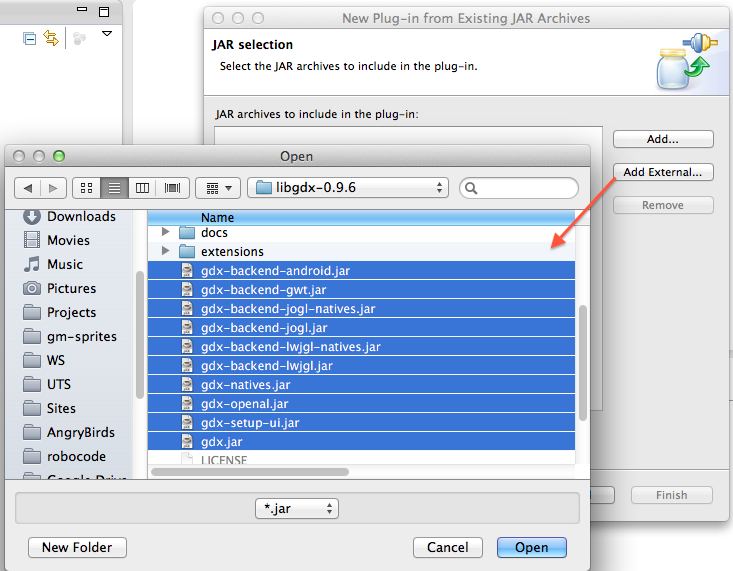 New Plug-in from Existing JAR Archives
JAR selection
Select the JAR archives to include in the plug-in.
JAR archives to include in the plug-in:
Add...
Add External...
Remove
Finish
Open
libgdx-0.9.6
Downloads
Movies
Music
Pictures
Projects
gm-sprites
WS
UTS
Sites
AngryBirds
robocode
Google Drive
Name
docs
extensions
gdx-backend-android.jar
gdx-backend-gwt.jar
gdx-backend-jogl-natives.jar
gdx-backend-jogl.jar
gdx-backend-lwjgl-natives.jar
gdx-backend-lwjgl.jar
gdx-natives.jar
gdx-openal.jar
gdx-setup-ui.jar
gdx.jar
LICENSE
*.jar
New Folder
Cancel
Open